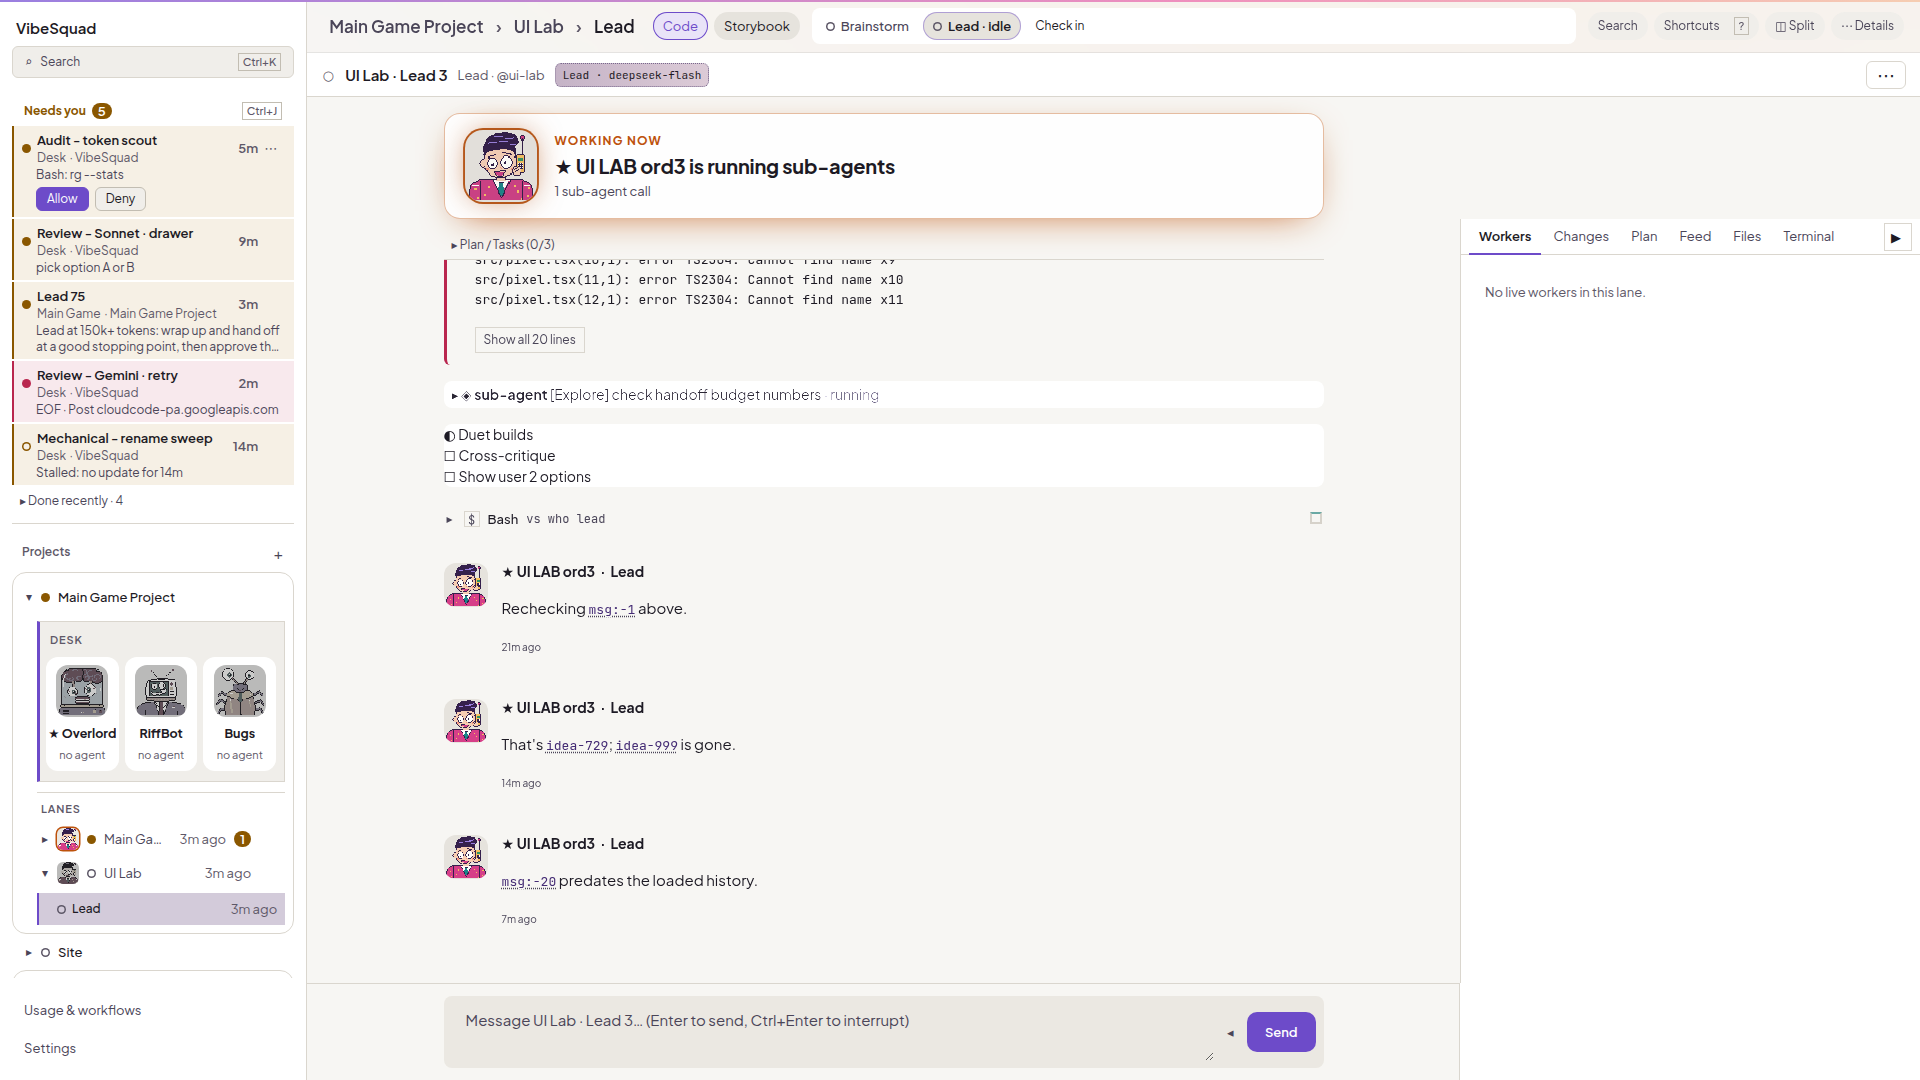 VibeSquad
Search Ctrl+K
Needs you 5 Ctrl+J
Audit – token scout
5m ···
Desk · VibeSquad
Bash: rg --stats
Allow Deny
Review – Sonnet · drawer
9m
Desk · VibeSquad
pick option A or B
Lead 75
3m
Main Game · Main Game Project
Lead at 150k+ tokens: wrap up and hand off
at a good stopping point, then approve th…
Review – Gemini · retry
2m
Desk · VibeSquad
EOF · Post cloudcode-pa.googleapis.com
Mechanical – rename sweep
14m
Desk · VibeSquad
Stalled: no update for 14m
▸ Done recently · 4
Projects +
▾ Main Game Project
DESK
★ Overlord
no agent
RiffBot
no agent
Bugs
no agent
LANES
▸ Main Ga… 3m ago 1
▾ UI Lab 3m ago
Lead 3m ago
▸ Site
Usage & workflows
Settings
Main Game Project › UI Lab › Lead Code Storybook Brainstorm Lead · idle Check in Search Shortcuts ? Split ··· Details
UI Lab · Lead 3 Lead · @ui-lab Lead · deepseek-flash ···
WORKING NOW
★ UI LAB ord3 is running sub-agents
1 sub-agent call
▸ Plan / Tasks (0/3)
src/pixel.tsx(10,1): error TS2304: Cannot find name x9
src/pixel.tsx(11,1): error TS2304: Cannot find name x10
src/pixel.tsx(12,1): error TS2304: Cannot find name x11
Show all 20 lines
▸ ◈ sub-agent [Explore] check handoff budget numbers · running
◐ Duet builds
☐ Cross-critique
☐ Show user 2 options
▸ $ Bash vs who lead
★ UI LAB ord3 · Lead
Rechecking msg:-1 above.
21m ago
★ UI LAB ord3 · Lead
That's idea-729; idea-999 is gone.
14m ago
★ UI LAB ord3 · Lead
msg:-20 predates the loaded history.
7m ago
Message UI Lab · Lead 3… (Enter to send, Ctrl+Enter to interrupt)
◂ Send
Workers Changes Plan Feed Files Terminal ▶
No live workers in this lane.